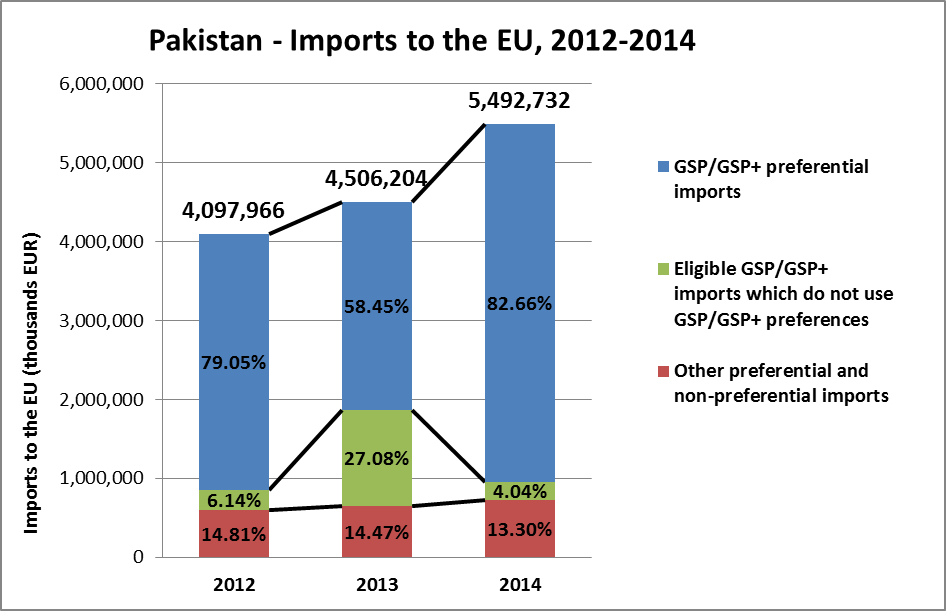 Pakistan - Imports to the EU, 2012-2014
Imports to the EU (thousands EUR)
6,000,000
5,000,000
4,000,000
3,000,000
2,000,000
1,000,000
0
4,097,966
4,506,204
5,492,732
79.05%
58.45%
82.66%
6.14%
27.08%
4.04%
14.81%
14.47%
13.30%
2012
2013
2014
GSP/GSP+ preferential
imports
Eligible GSP/GSP+
imports which do not use
GSP/GSP+ preferences
Other preferential and
non-preferential imports